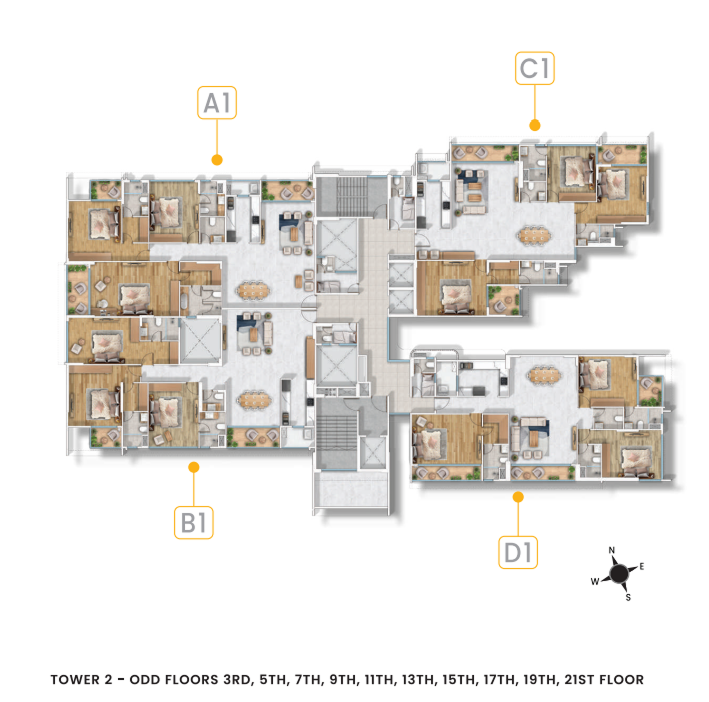 C1
A1
B1
D1
N
E
W
S
TOWER 2 - ODD FLOORS 3RD, 5TH, 7TH, 9TH, 11TH, 13TH, 15TH, 17TH, 19TH, 21ST FLOOR